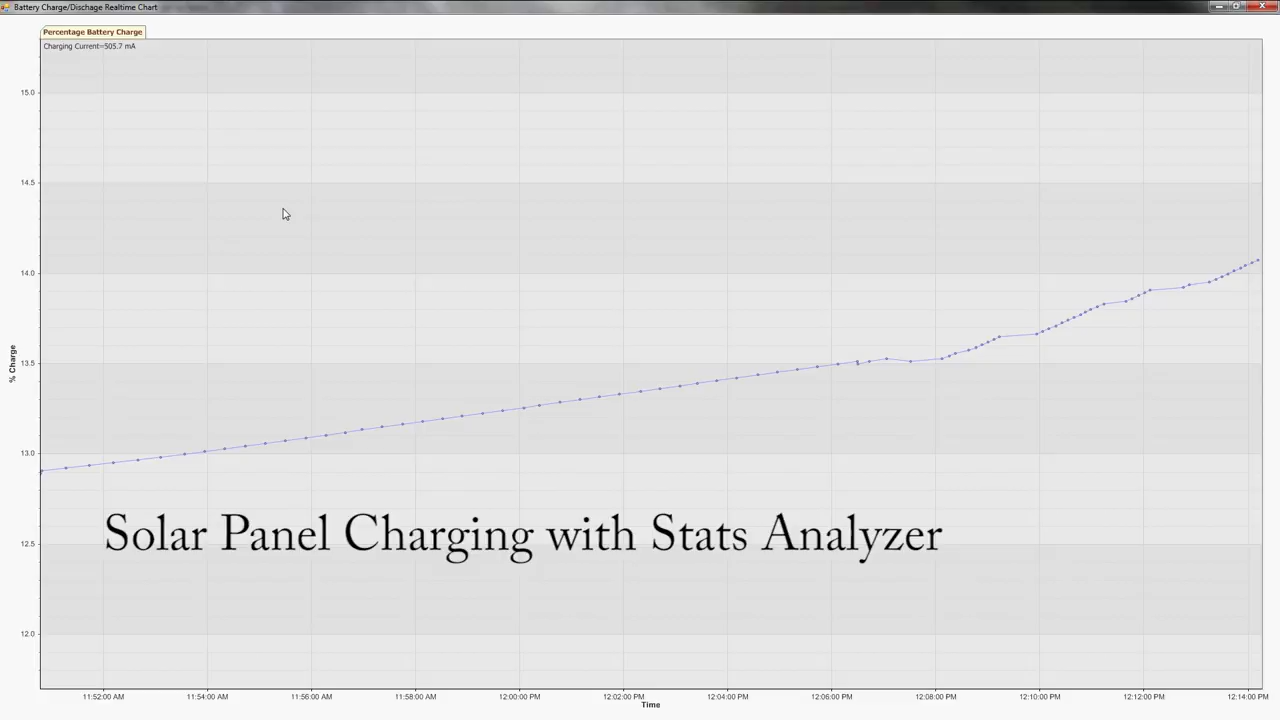 Battery Charge/Dischage Realtime Chart
Percentage Battery Charge
Charging Current=505.7 mA
15.0
14.5
14.0
13.5
13.0
12.5
12.0
% Charge
Solar Panel Charging with Stats Analyzer
11:52:00 AM 11:54:00 AM 11:56:00 AM 11:58:00 AM 12:00:00 PM 12:02:00 PM 12:04:00 PM 12:06:00 PM 12:08:00 PM 12:10:00 PM 12:12:00 PM 12:14:00 PM
Time